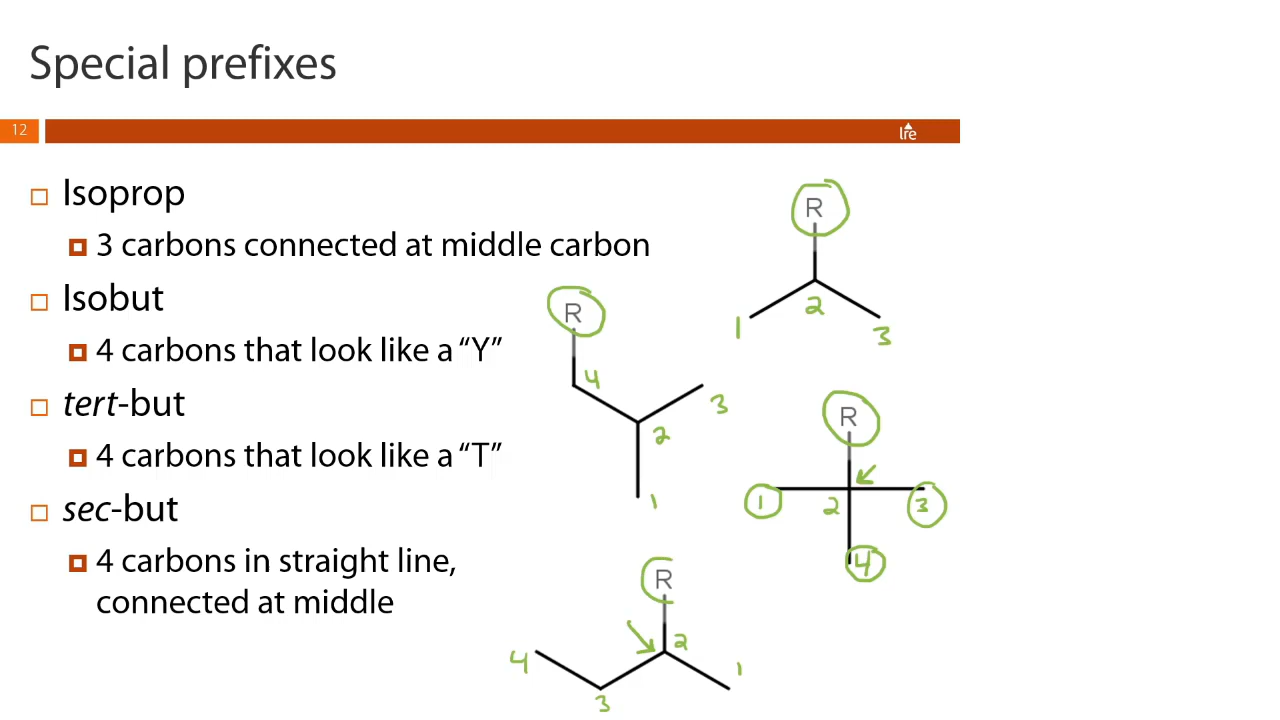 Special prefixes
12
lre
Isoprop
3 carbons connected at middle carbon
Isobut
4 carbons that look like a “Y”
tert-but
4 carbons that look like a “T”
sec-but
4 carbons in straight line,
connected at middle
R
1
2
3
R
4
3
2
1
R
1
2
3
4
R
2
4
3
1